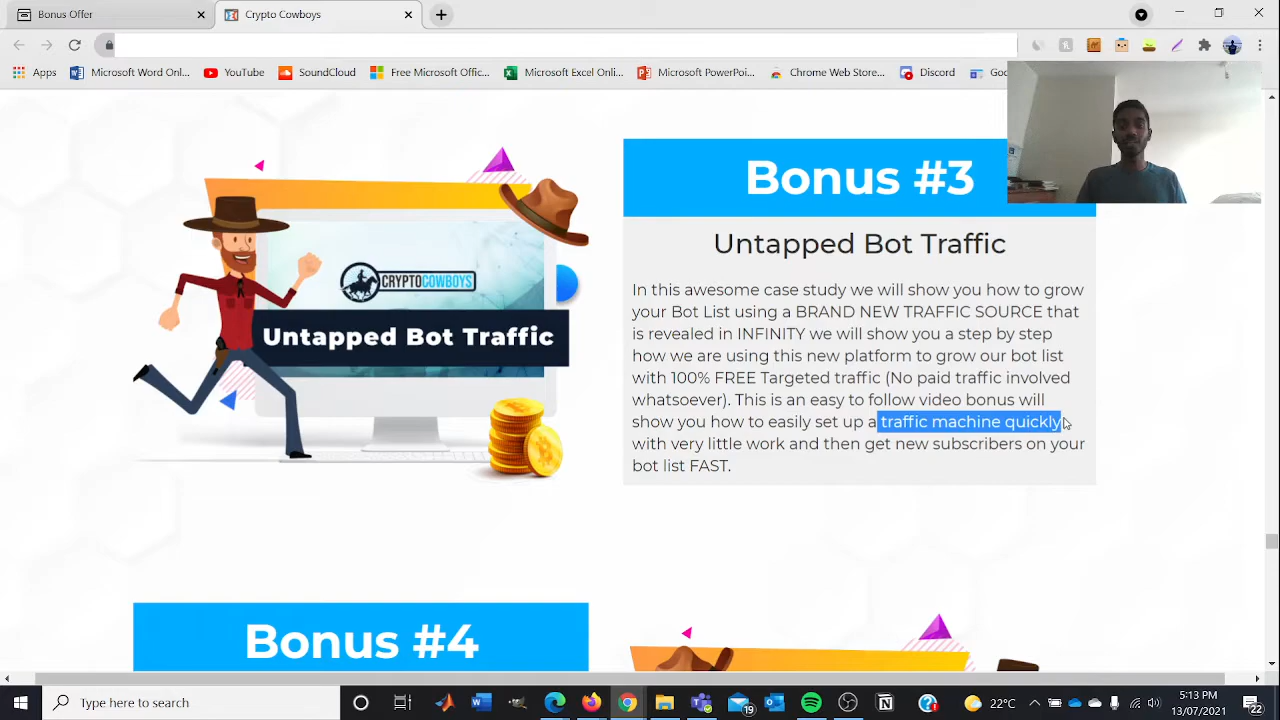 Bonus Offer
Crypto Cowboys
Apps
Microsoft Word Onl...
Youtube
SoundCloud
Free Microsoft Offic...
Microsoft Excel Onl...
Microsoft PowerPoi...
Chrome Web Store...
Discord
Goo
Bonus #3
Untapped Bot Traffic
In this awesome case study we will show you how to grow
your Bot List using a BRAND NEW TRAFFIC SOURCE that
is revealed in INFINITY we will show you a step by step
how we are using this new platform to grow our bot list
with 100% FREE Targeted traffic (No paid traffic involved
whatsoever). This is an easy to follow video bonus will
show you how to easily set up a traffic machine quickly
with very little work and then get new subscribers on your
bot list FAST.
CRYPTOCOWBOYS
Untapped Bot Traffic
Bonus #4
Type here to search
19
5:13 PM
13/07/2021
22